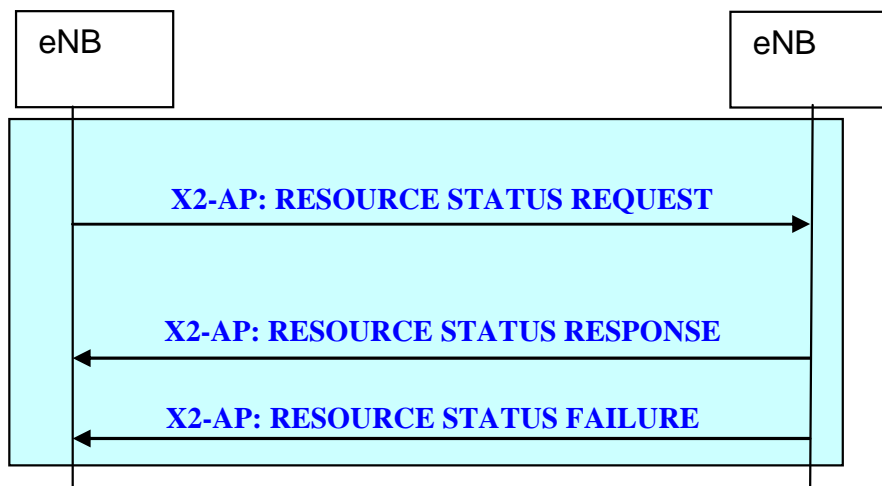 eNB
eNB
X2-AP: RESOURCE STATUS REQUEST
X2-AP: RESOURCE STATUS RESPONSE
X2-AP: RESOURCE STATUS FAILURE